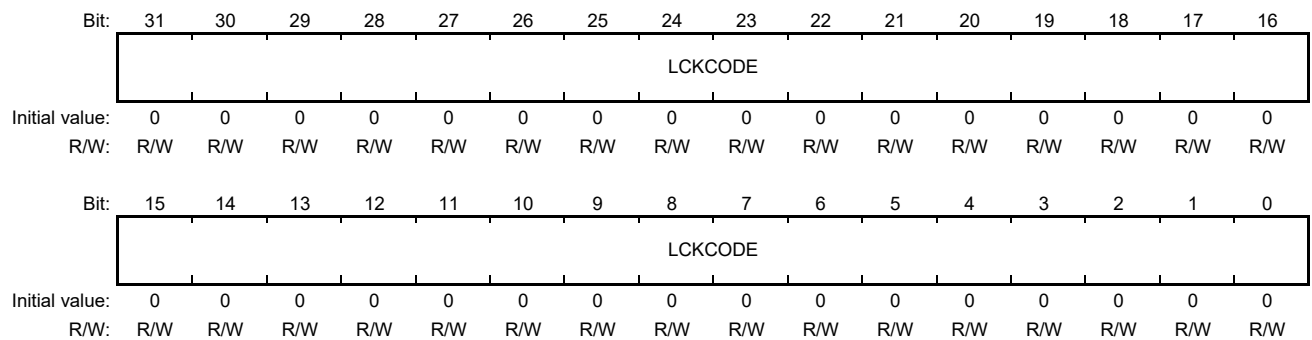 Bit: 31 30 29 28 27 26 25 24 23 22 21 20 19 18 17 16
LCKCODE
Initial value: 0 0 0 0 0 0 0 0 0 0 0 0 0 0 0 0
R/W: R/W R/W R/W R/W R/W R/W R/W R/W R/W R/W R/W R/W R/W R/W R/W R/W
Bit: 15 14 13 12 11 10 9 8 7 6 5 4 3 2 1 0
LCKCODE
Initial value: 0 0 0 0 0 0 0 0 0 0 0 0 0 0 0 0
R/W: R/W R/W R/W R/W R/W R/W R/W R/W R/W R/W R/W R/W R/W R/W R/W R/W